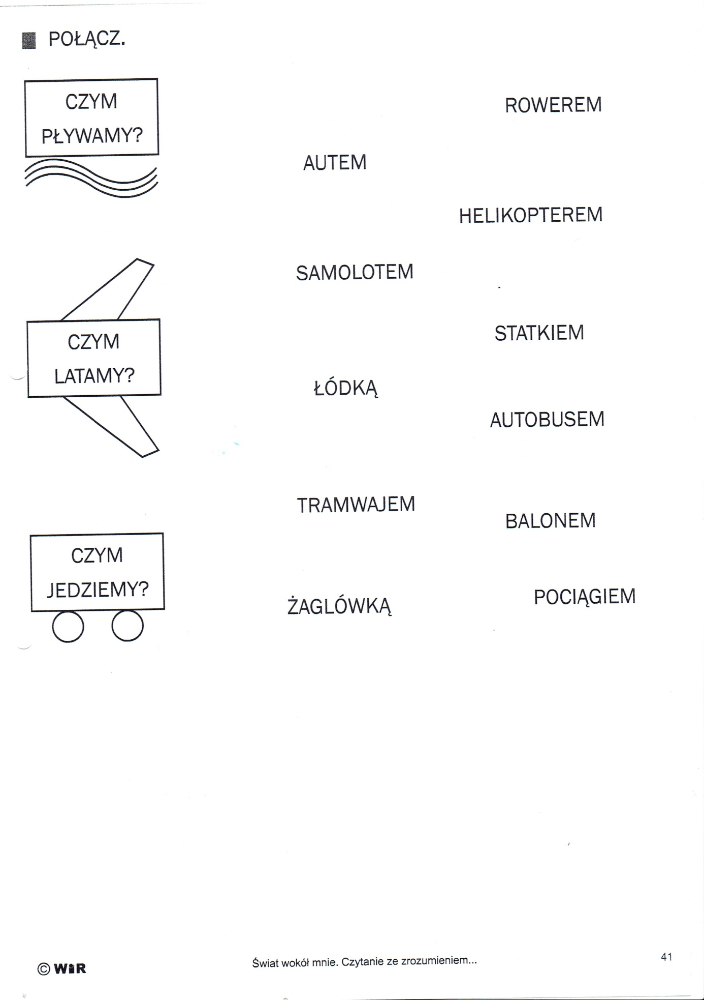 POŁĄCZ.
CZYM
PŁYWAMY?
ROWEREM
AUTEM
HELIKOPTEREM
SAMOLOTEM
CZYM
LATAMY?
STATKIEM
ŁÓDKĄ
AUTOBUSEM
TRAMWAJEM
BALONEM
CZYM
JEDZIEMY?
ŻAGLÓWKĄ
POCIĄGIEM
© WiR
Świat wokół mnie. Czytanie ze zrozumieniem...
41